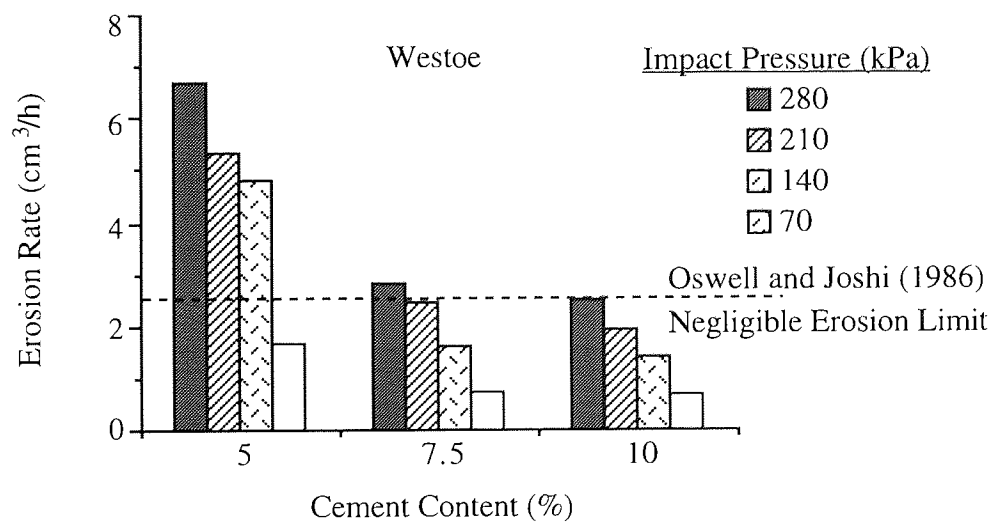 8
6
4
2
0
Erosion Rate (cm³/h)
Westoe
Impact Pressure (kPa)
280
210
140
70
Oswell and Joshi (1986)
Negligible Erosion Limit
5
7.5
10
Cement Content (%)